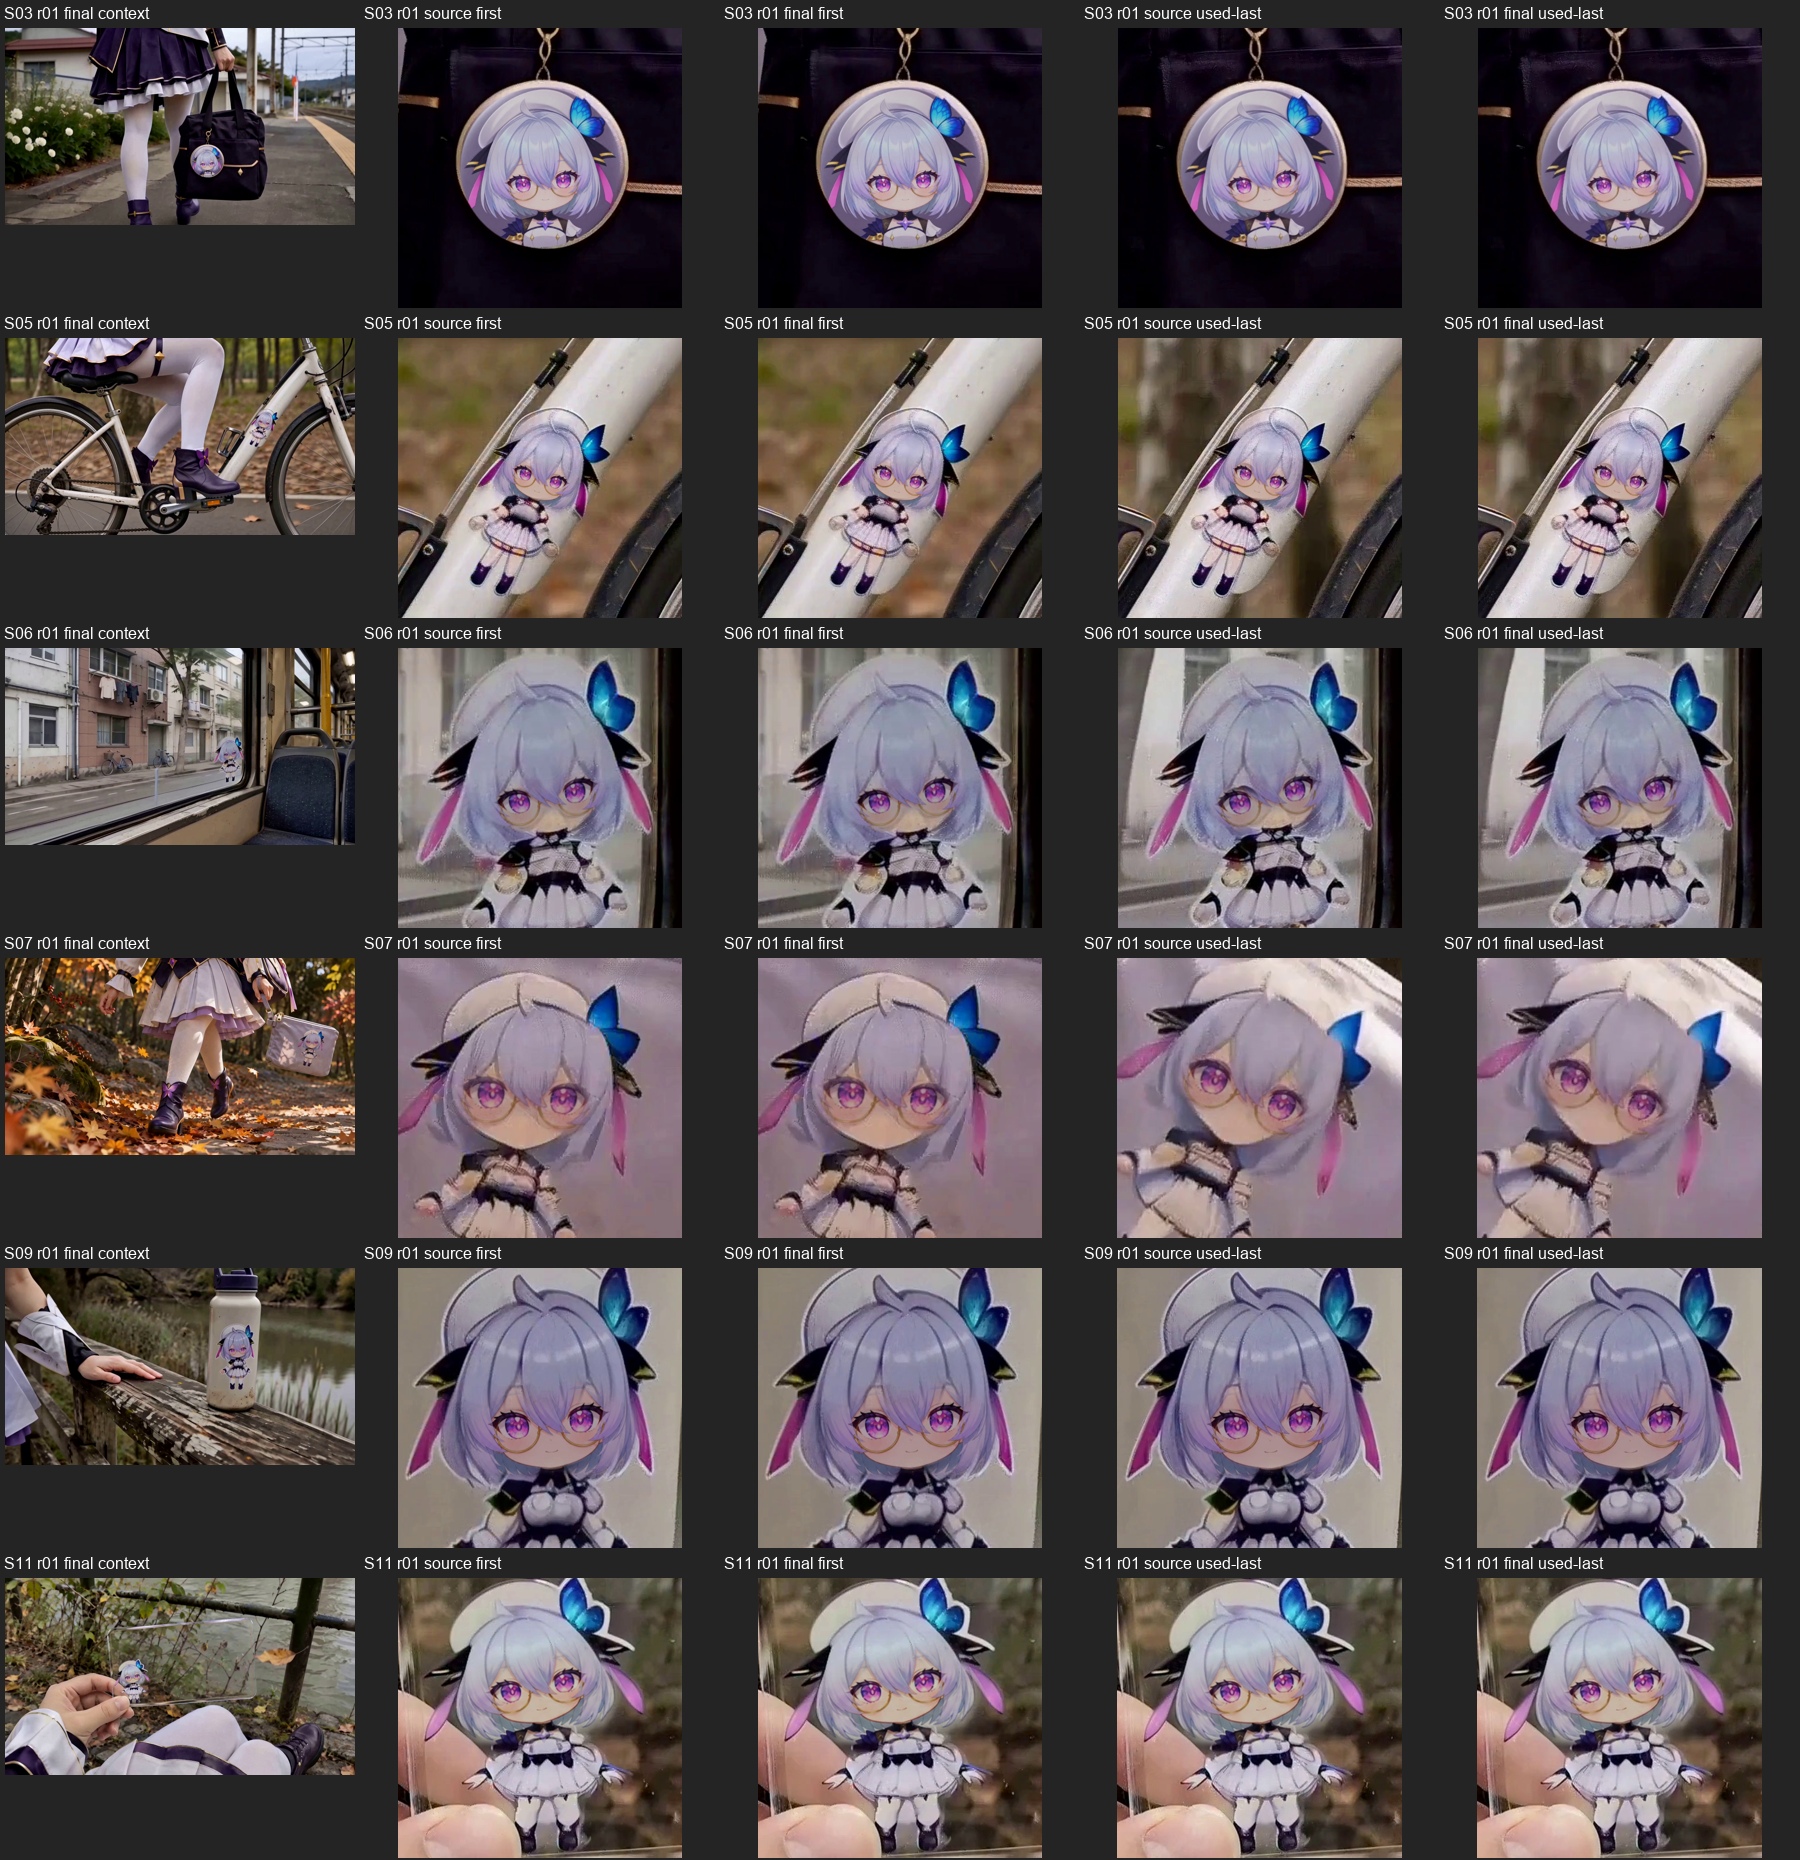 S03 r01 final context
S03 r01 source first
S03 r01 final first
S03 r01 source used-last
S03 r01 final used-last
S05 r01 final context
S05 r01 source first
S05 r01 final first
S05 r01 source used-last
S05 r01 final used-last
S06 r01 final context
S06 r01 source first
S06 r01 final first
S06 r01 source used-last
S06 r01 final used-last
S07 r01 final context
S07 r01 source first
S07 r01 final first
S07 r01 source used-last
S07 r01 final used-last
S09 r01 final context
S09 r01 source first
S09 r01 final first
S09 r01 source used-last
S09 r01 final used-last
S11 r01 final context
S11 r01 source first
S11 r01 final first
S11 r01 source used-last
S11 r01 final used-last